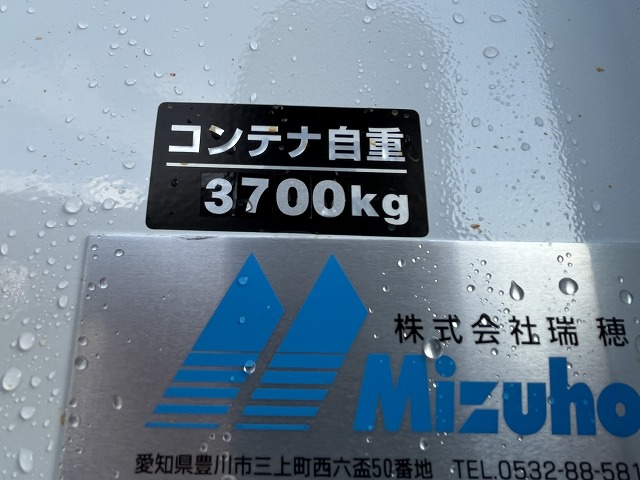 コンテナ自重
3700kg
株式会社瑞穂
Mizuho
愛知県豊川市三上町西六盃50番地 TEL.0532-88-581